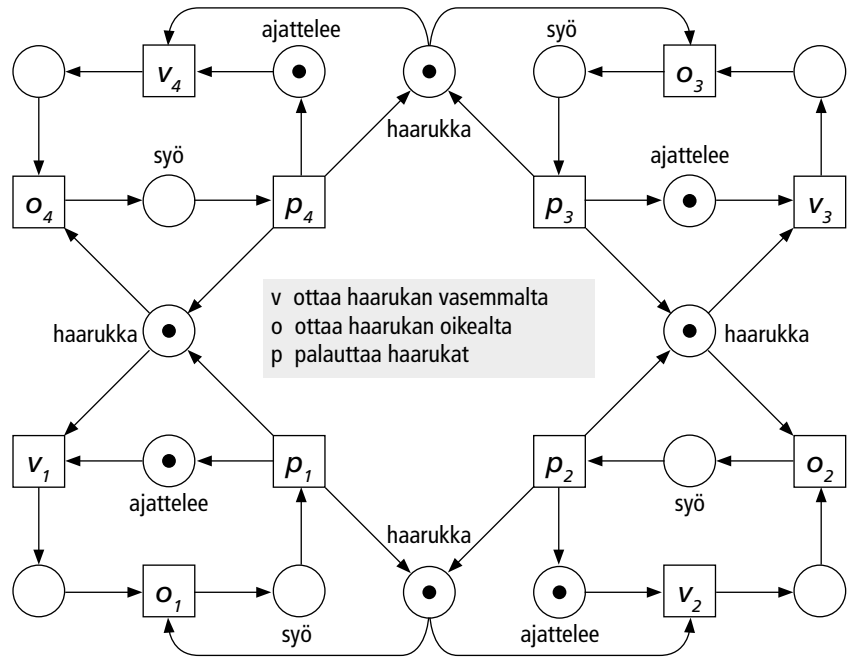 ajattelee
syö
v4
o3
haarukka
syö
ajattelee
o4
p4
p3
v3
v ottaa haarukan vasemmalta
o ottaa haarukan oikealta
p palauttaa haarukat
haarukka
haarukka
v1
p1
p2
o2
ajattelee
haarukka
syö
o1
v2
syö
ajattelee